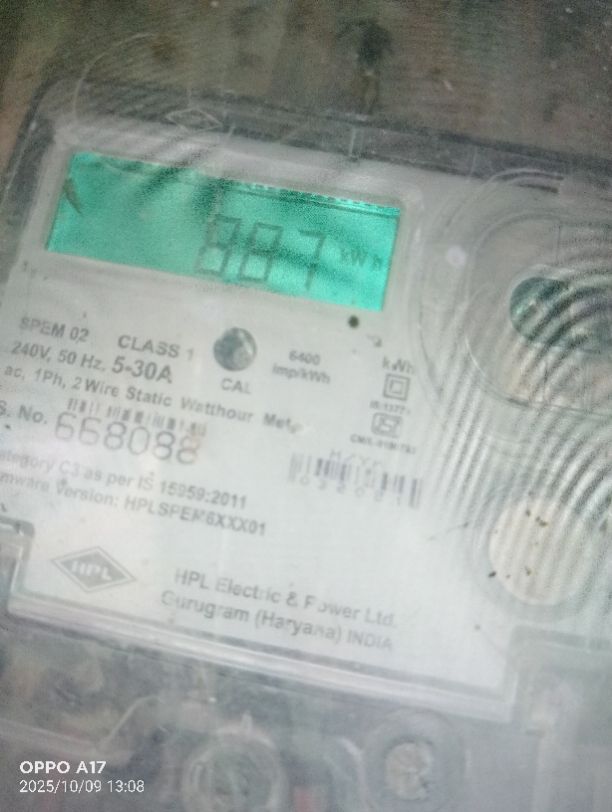 887 kWh
SPEM 02 CLASS 1
240V, 50 Hz, 5-30A
CAL
6400
imp/kWh
kWh
ac, 1Ph, 2 Wire Static Watthour
S. No. 668088
Category C3 as per IS 15959:2011
Version: HPLSPEM6XXX01
HPL
HPL Electric & Power Ltd.
Gurugram (Haryana) INDIA
OPPO A17
2025/10/09 13:08